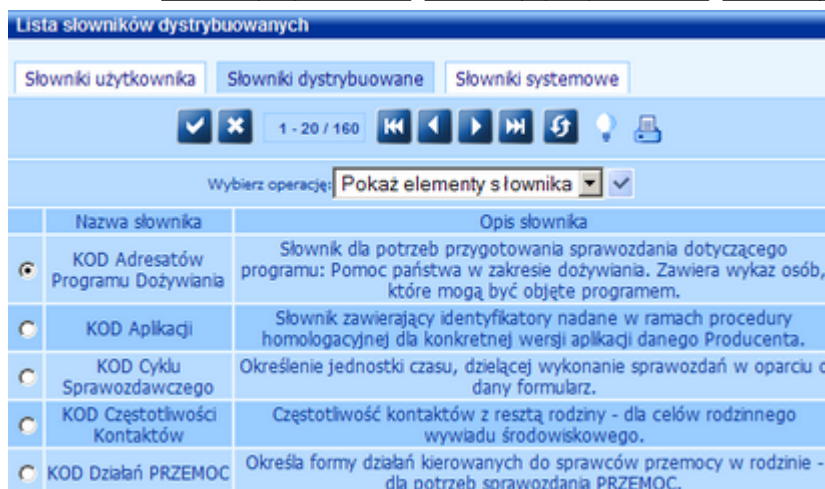 Lista słowników dystrybuowanych
Słowniki użytkownika Słowniki dystrybuowane Słowniki systemowe
1 - 20 / 160
Wybierz operację: Pokaż elementy słownika
Nazwa słownika Opis słownika
KOD Adresatów Programu Dożywiania
Słownik dla potrzeb przygotowania sprawozdania dotyczącego
programu: Pomoc państwa w zakresie dożywiania. Zawiera wykaz osób,
które mogą być objęte programem.
KOD Aplikacji
Słownik zawierający identyfikatory nadane w ramach procedury
homologacyjnej dla konkretnej wersji aplikacji danego Producenta.
KOD Cyklu
Sprawozdawczego
Określenie jednostki czasu, dzielącej wykonanie sprawozdań w oparciu o
dany formularz.
KOD Częstotliwości
Kontaktów
Częstotliwość kontaktów z resztą rodziny - dla celów rodzinnego
wywiadu środowiskowego.
KOD Działań PRZEMOC
Określa formy działań kierowanych do sprawców przemocy w rodzinie -
dla potrzeb sprawozdania PRZEMOC.